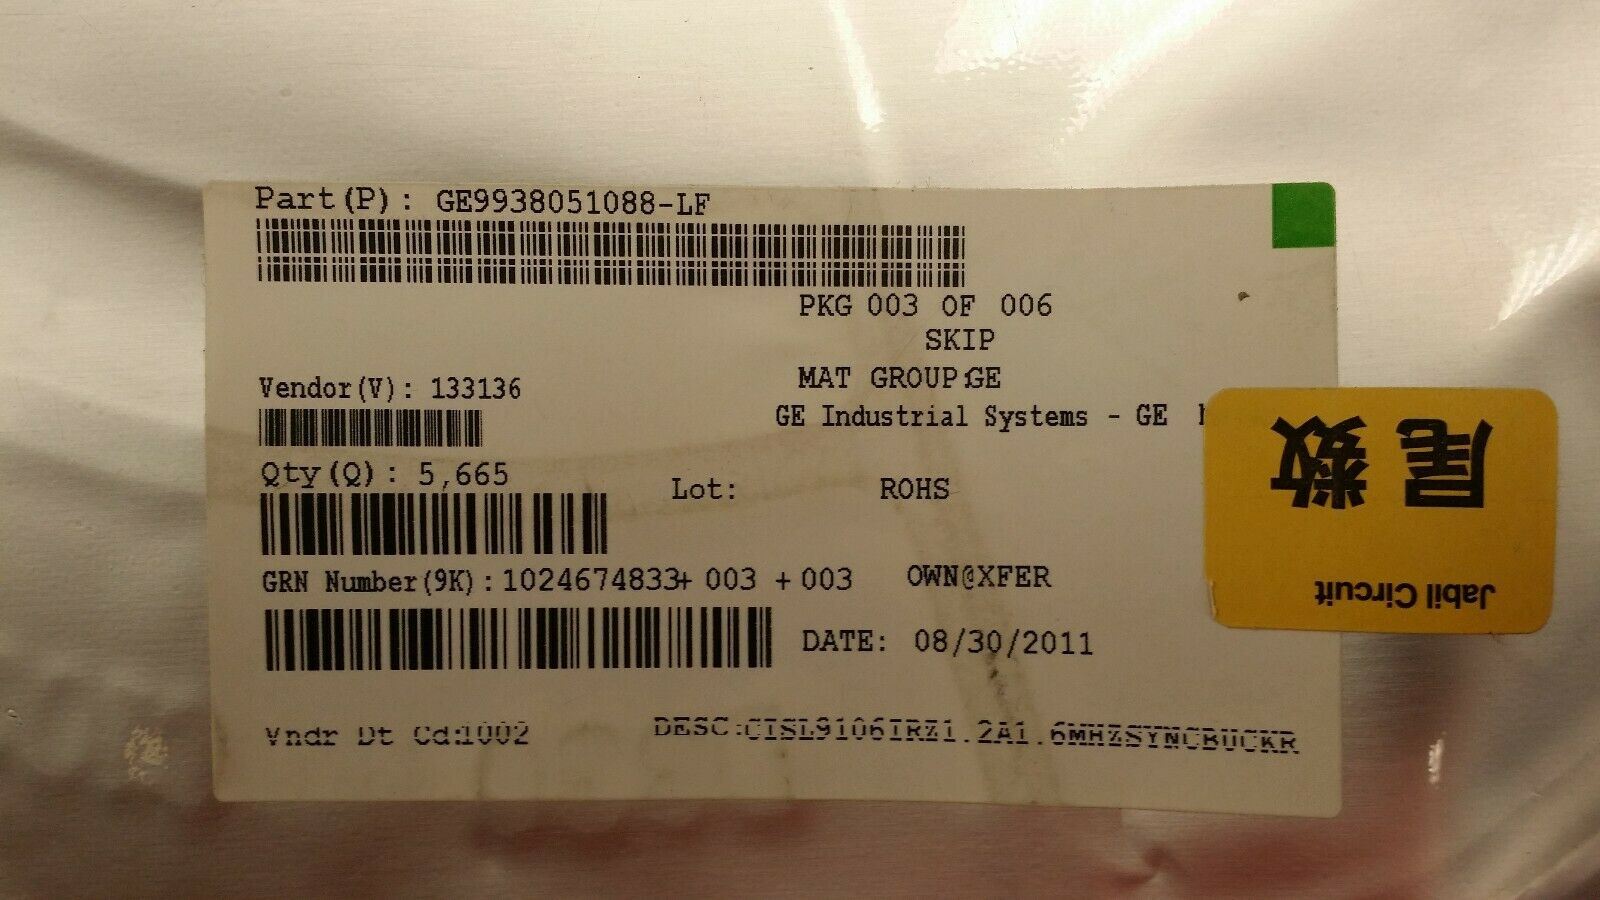 Part(P): GE9938051088-LF
PKG 003 OF 006
SKIP
MAT GROUP:GE
Vendor(V): 133136
GE Industrial Systems - GE
Qty(Q): 5,665
Lot: ROHS
GRN Number(9K):1024674833+ 003 +003 OWN@XFER
DATE: 08/30/2011
Vndr Dt Cd:1002
DESC:CISL9106IRZ1.2A1.6MHZSYNCBUCKR
Jabil Circuit
尾数